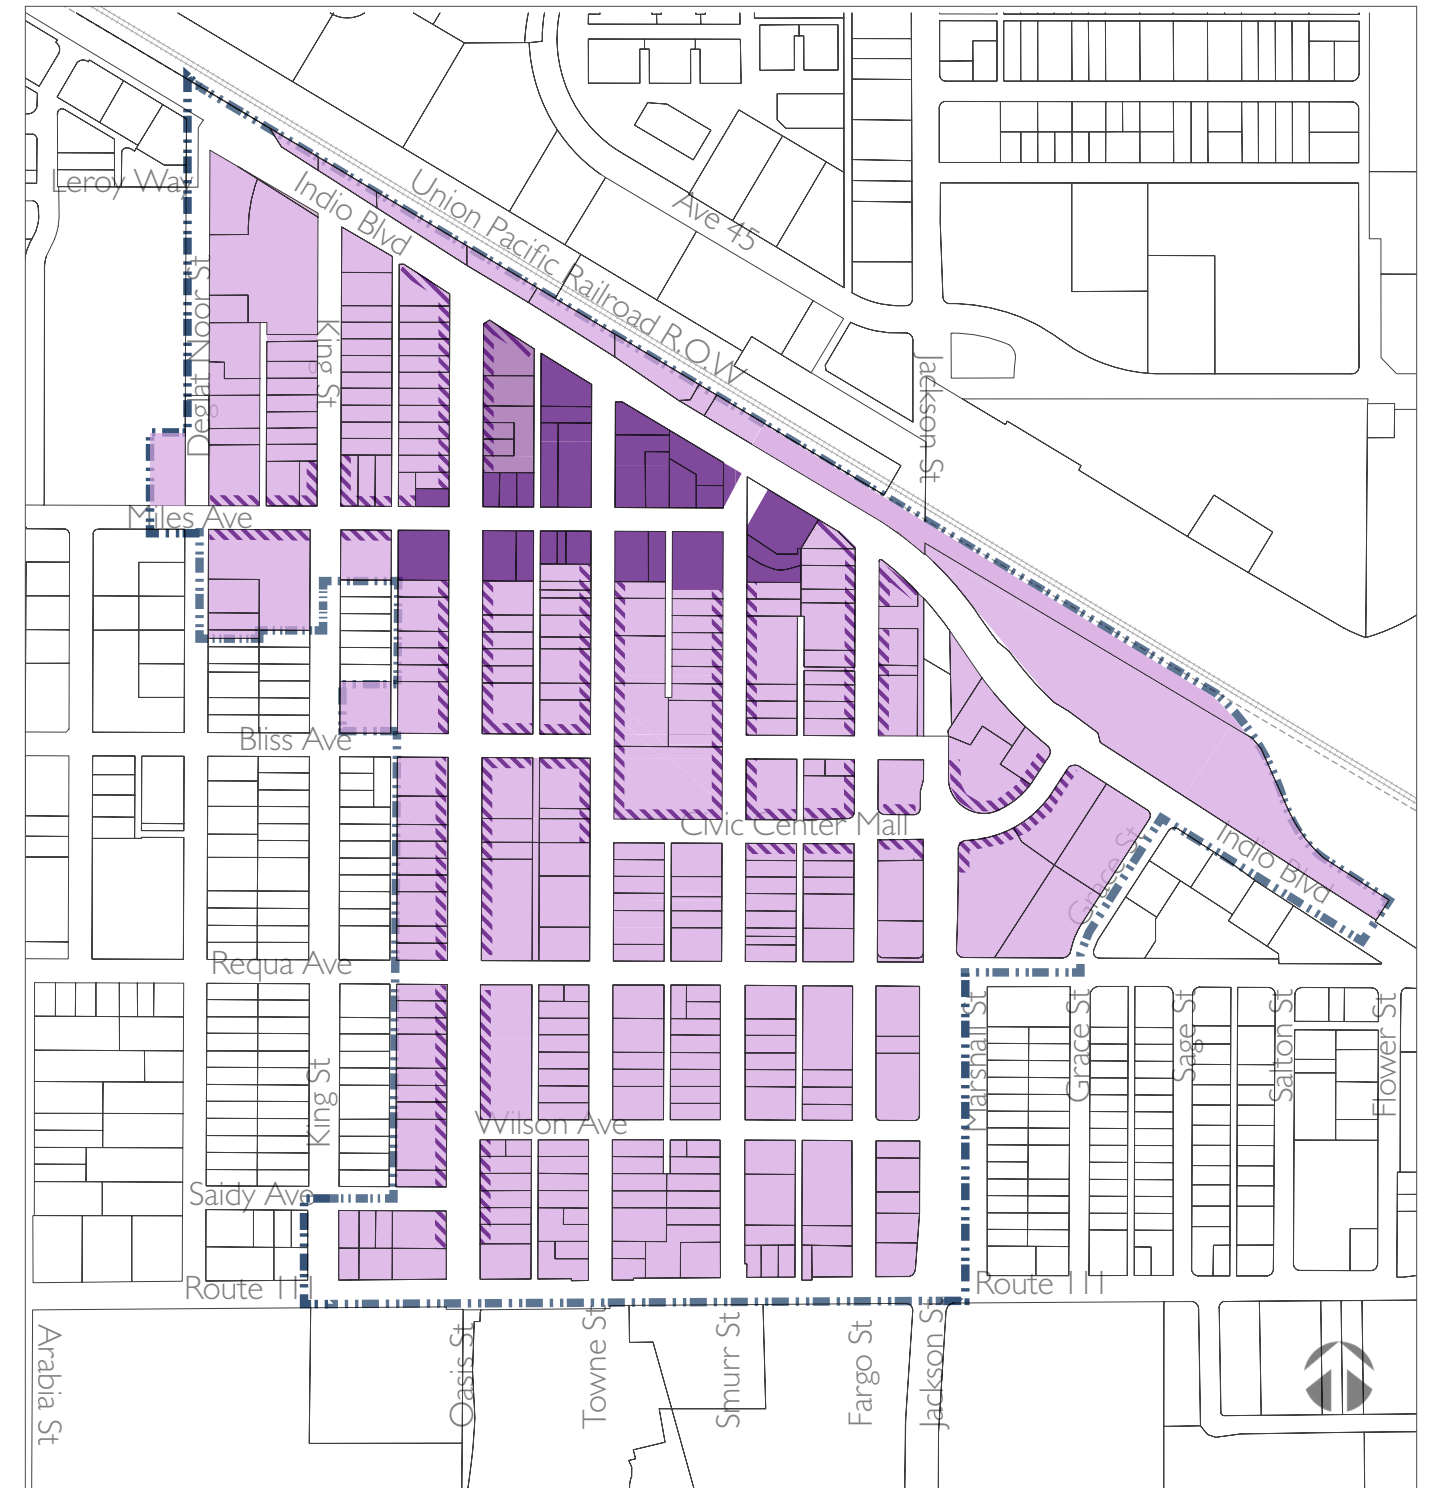 Leroy Way
Indio Blvd
Union Pacific Railroad R.O.W
Ave 45
Deglat Noor St
King St
Jackson St
Miles Ave
Bliss Ave
Civic Center Mall
Grace St
Indio Blvd
Requa Ave
King St
Wilson Ave
Marshall St
Grace St
Sage St
Salton St
Flower St
Saidy Ave
Route 111
Route 111
Arabia St
Oasis St
Towne St
Smurr St
Fargo St
Jackson St